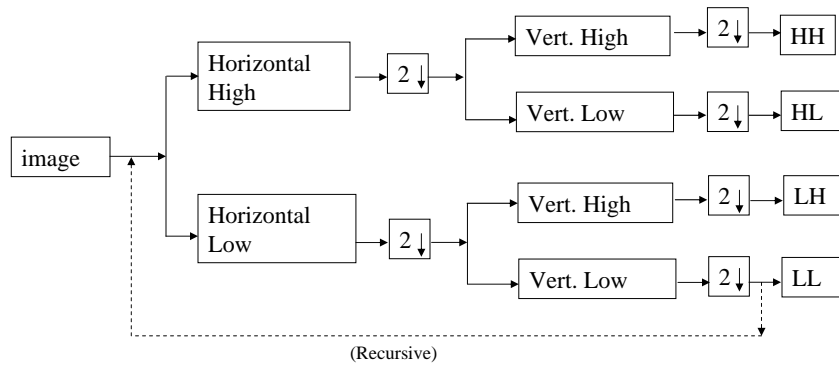 Vert. High
2↓
HH
Horizontal
High
2↓
Vert. Low
2↓
HL
image
Horizontal
Low
2↓
Vert. High
2↓
LH
Vert. Low
2↓
LL
(Recursive)